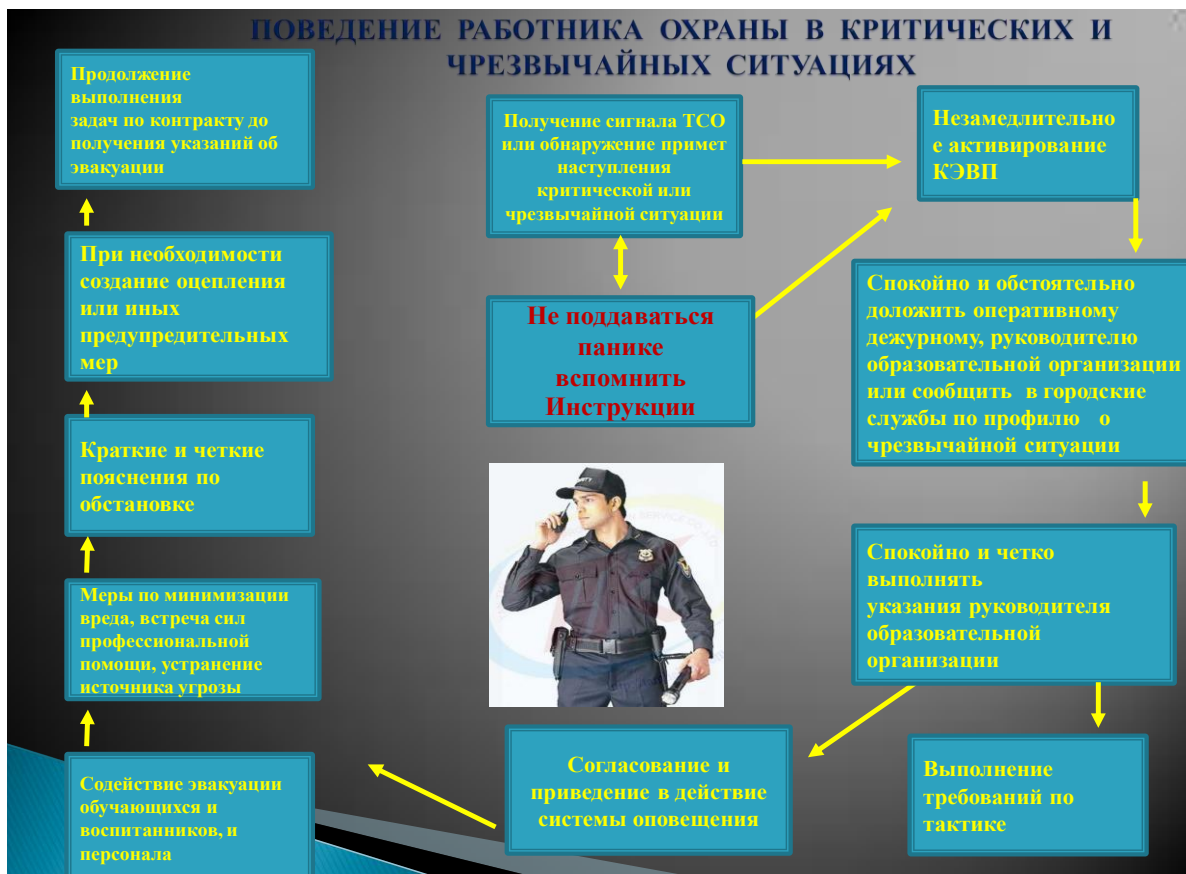 ПОВЕДЕНИЕ РАБОТНИКА ОХРАНЫ В КРИТИЧЕСКИХ И
ЧРЕЗВЫЧАЙНЫХ СИТУАЦИЯХ
Получение сигнала ТСО
или обнаружение примет
наступления
критической или
чрезвычайной ситуации
Не поддаваться
панике
вспомнить
Инструкции
Незамедлительно
е активирование
КЭВП
Спокойно и обстоятельно
доложить оперативному
дежурному, руководителю
образовательной организации
или сообщить в городские
службы по профилю о
чрезвычайной ситуации
Спокойно и четко
выполнять
указания руководителя
образовательной
организации
Выполнение
требований по
тактике
Согласование и
приведение в действие
системы оповещения
Содействие эвакуации
обучающихся и
воспитанников, и
персонала
Меры по минимизации
вреда, встреча сил
профессиональной
помощи, устранение
источника угрозы
Краткие и четкие
пояснения по
обстановке
При необходимости
создание оцепления
или иных
предупредительных
мер
Продолжение
выполнения
задач по контракту до
получения указаний об
эвакуации